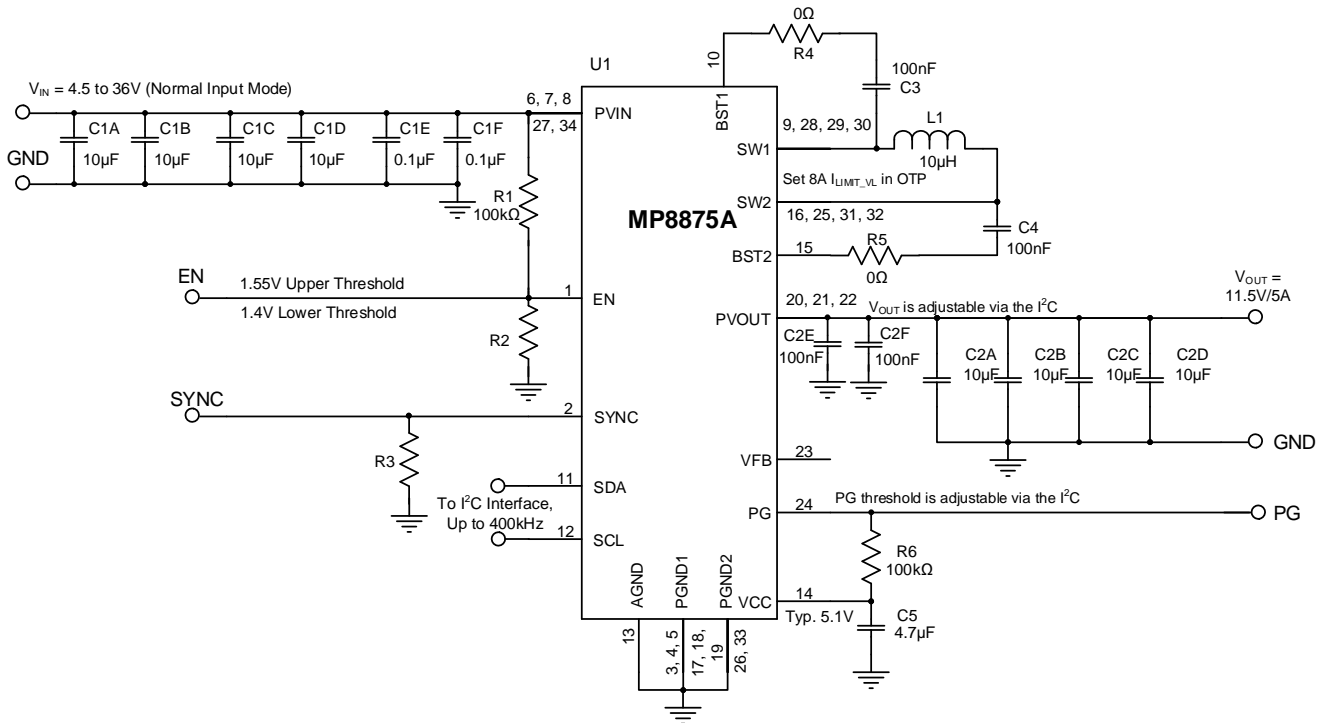 0Ω
R4
10
U1
100nF
C3
V_IN = 4.5 to 36V (Normal Input Mode)
6, 7, 8
27, 34
PVIN
BST1
9, 28, 29, 30
L1
10µH
SW1
C1A
10µF
C1B
10µF
C1C
10µF
C1D
10µF
C1E
0.1µF
C1F
0.1µF
GND
Set 8A I_LIMIT_VL in OTP
R1
100kΩ
SW2
16, 25, 31, 32
MP8875A
C4
100nF
R5
0Ω
15
BST2
EN
1.55V Upper Threshold
1.4V Lower Threshold
1
EN
V_OUT =
11.5V/5A
20, 21, 22
V_OUT is adjustable via the I²C
PVOUT
R2
C2E
100nF
C2F
100nF
C2A
10µF
C2B
10µF
C2C
10µF
C2D
10µF
SYNC
2
SYNC
GND
R3
VFB
23
11
SDA
To I²C Interface,
Up to 400kHz
12
SCL
PG threshold is adjustable via the I²C
PG
24
PG
R6
100kΩ
AGND
PGND1
PGND2
VCC
14
Typ. 5.1V
C5
4.7µF
13
3, 4, 5
17, 18,
19
26, 33